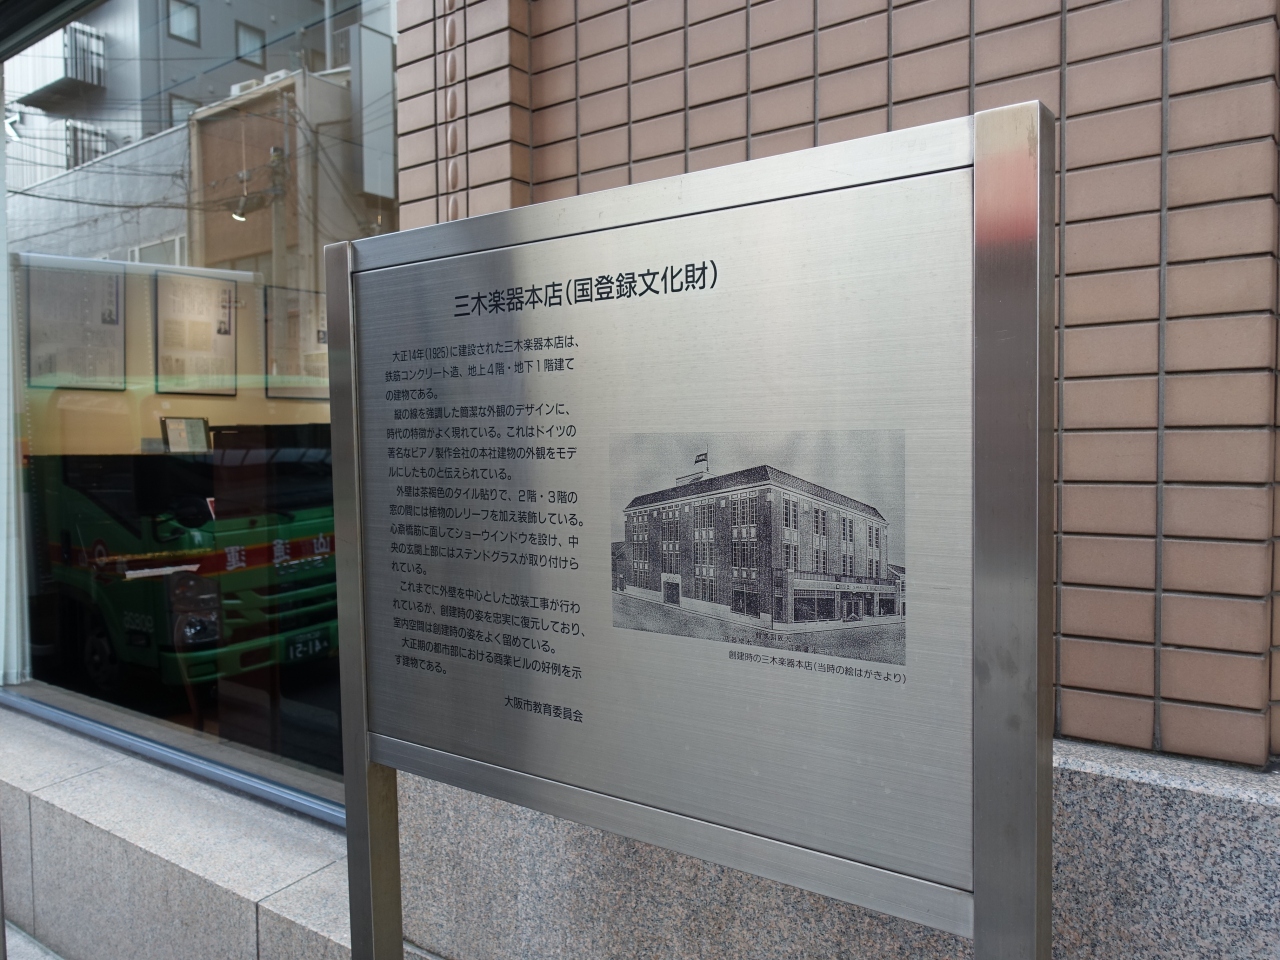 三木楽器本店(国登録文化財)
大正14年(1925)に建設された三木楽器本店は、
鉄筋コンクリート造、地上4階・地下1階建て
の建物である。
縦の線を強調した簡潔な外観のデザインに、
時代の特徴がよく現れている。これはドイツの
著名なピアノ製作会社の本社建物の外観をモデ
ルにしたものと伝えられている。
外壁は茶褐色のタイル貼りで、2階・3階の
窓の間には植物のレリーフを加え装飾している。
心斎橋筋に面してショーウインドウを設け、中
央の玄関上部にはステンドグラスが取り付けら
れている。
これまでに外壁を中心とした改装工事が行わ
れているが、創建時の姿を忠実に復元しており、
室内空間は創建時の姿をよく留めている。
大正期の都市部における商業ビルの好例を示
す建物である。
大阪市教育委員会
創建時の三木楽器本店(当時の絵はがきより)